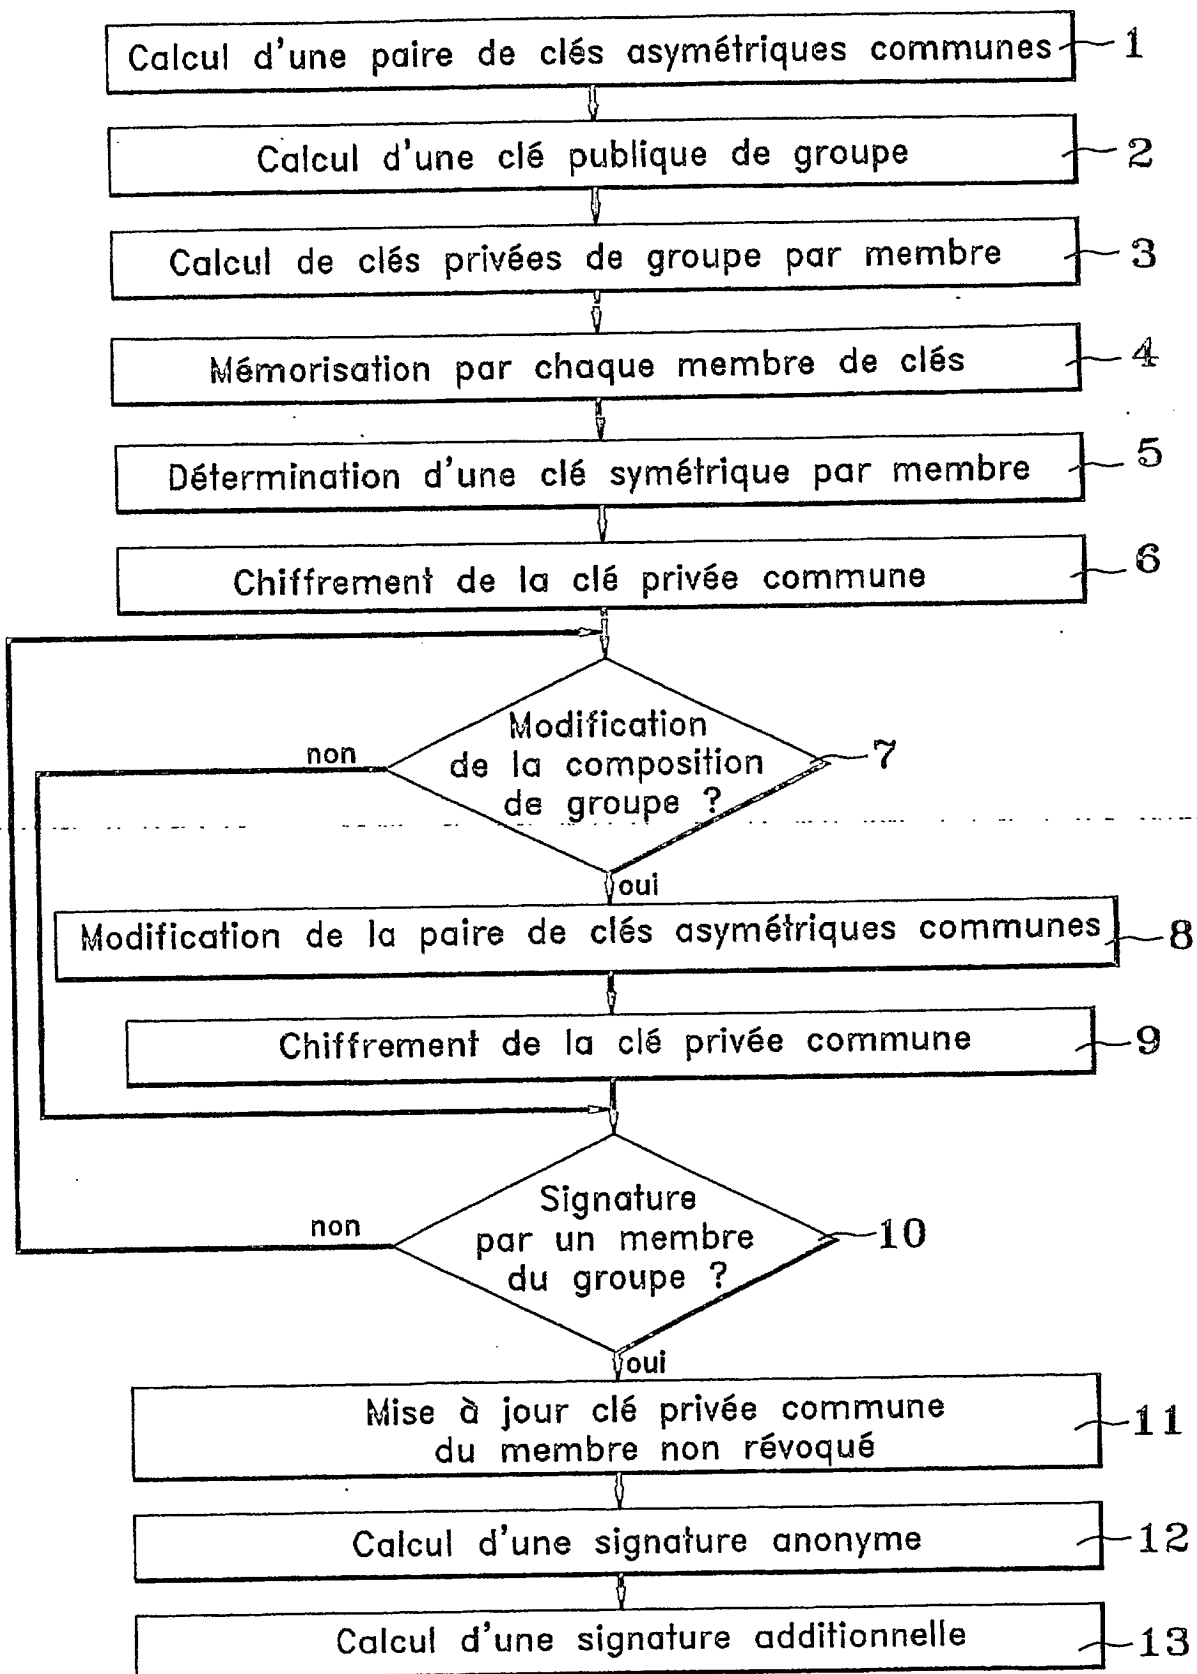 Calcul d'une paire de clés asymétriques communes 1
Calcul d'une clé publique de groupe 2
Calcul de clés privées de groupe par membre 3
Mémorisation par chaque membre de clés 4
Détermination d'une clé symétrique par membre 5
Chiffrement de la clé privée commune 6
Modification
de la composition
de groupe ?
7
non
oui
Modification de la paire de clés asymétriques communes 8
Chiffrement de la clé privée commune 9
Signature
par un membre
du groupe ?
10
non
oui
Mise à jour clé privée commune
du membre non révoqué
11
Calcul d'une signature anonyme 12
Calcul d'une signature additionnelle 13